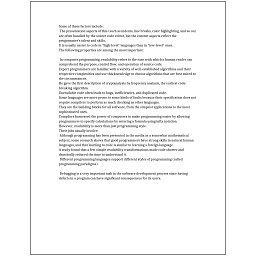 Some of these factors include:
The presentation aspects of this (such as indents, line breaks, color highlighting, and so on) are often handled by the source code editor, but the content aspects reflect the programmer's talent and skills.
It is usually easier to code in "high-level" languages than in "low-level" ones.
The following properties are among the most important:
In computer programming, readability refers to the ease with which a human reader can comprehend the purpose, control flow, and operation of source code.
Expert programmers are familiar with a variety of well-established algorithms and their respective complexities and use this knowledge to choose algorithms that are best suited to the circumstances.
He gave the first description of cryptanalysis by frequency analysis, the earliest code-breaking algorithm.
Unreadable code often leads to bugs, inefficiencies, and duplicated code.
Some languages are more prone to some kinds of faults because their specification does not require compilers to perform as much checking as other languages.
They are the building blocks for all software, from the simplest applications to the most sophisticated ones.
Compilers harnessed the power of computers to make programming easier by allowing programmers to specify calculations by entering a formula using infix notation.
However, readability is more than just programming style.
Their jobs usually involve:
Although programming has been presented in the media as a somewhat mathematical subject, some research shows that good programmers have strong skills in natural human languages, and that learning to code is similar to learning a foreign language.
A study found that a few simple readability transformations made code shorter and drastically reduced the time to understand it.
Different programming languages support different styles of programming (called programming paradigms).
Debugging is a very important task in the software development process since having defects in a program can have significant consequences for its users.